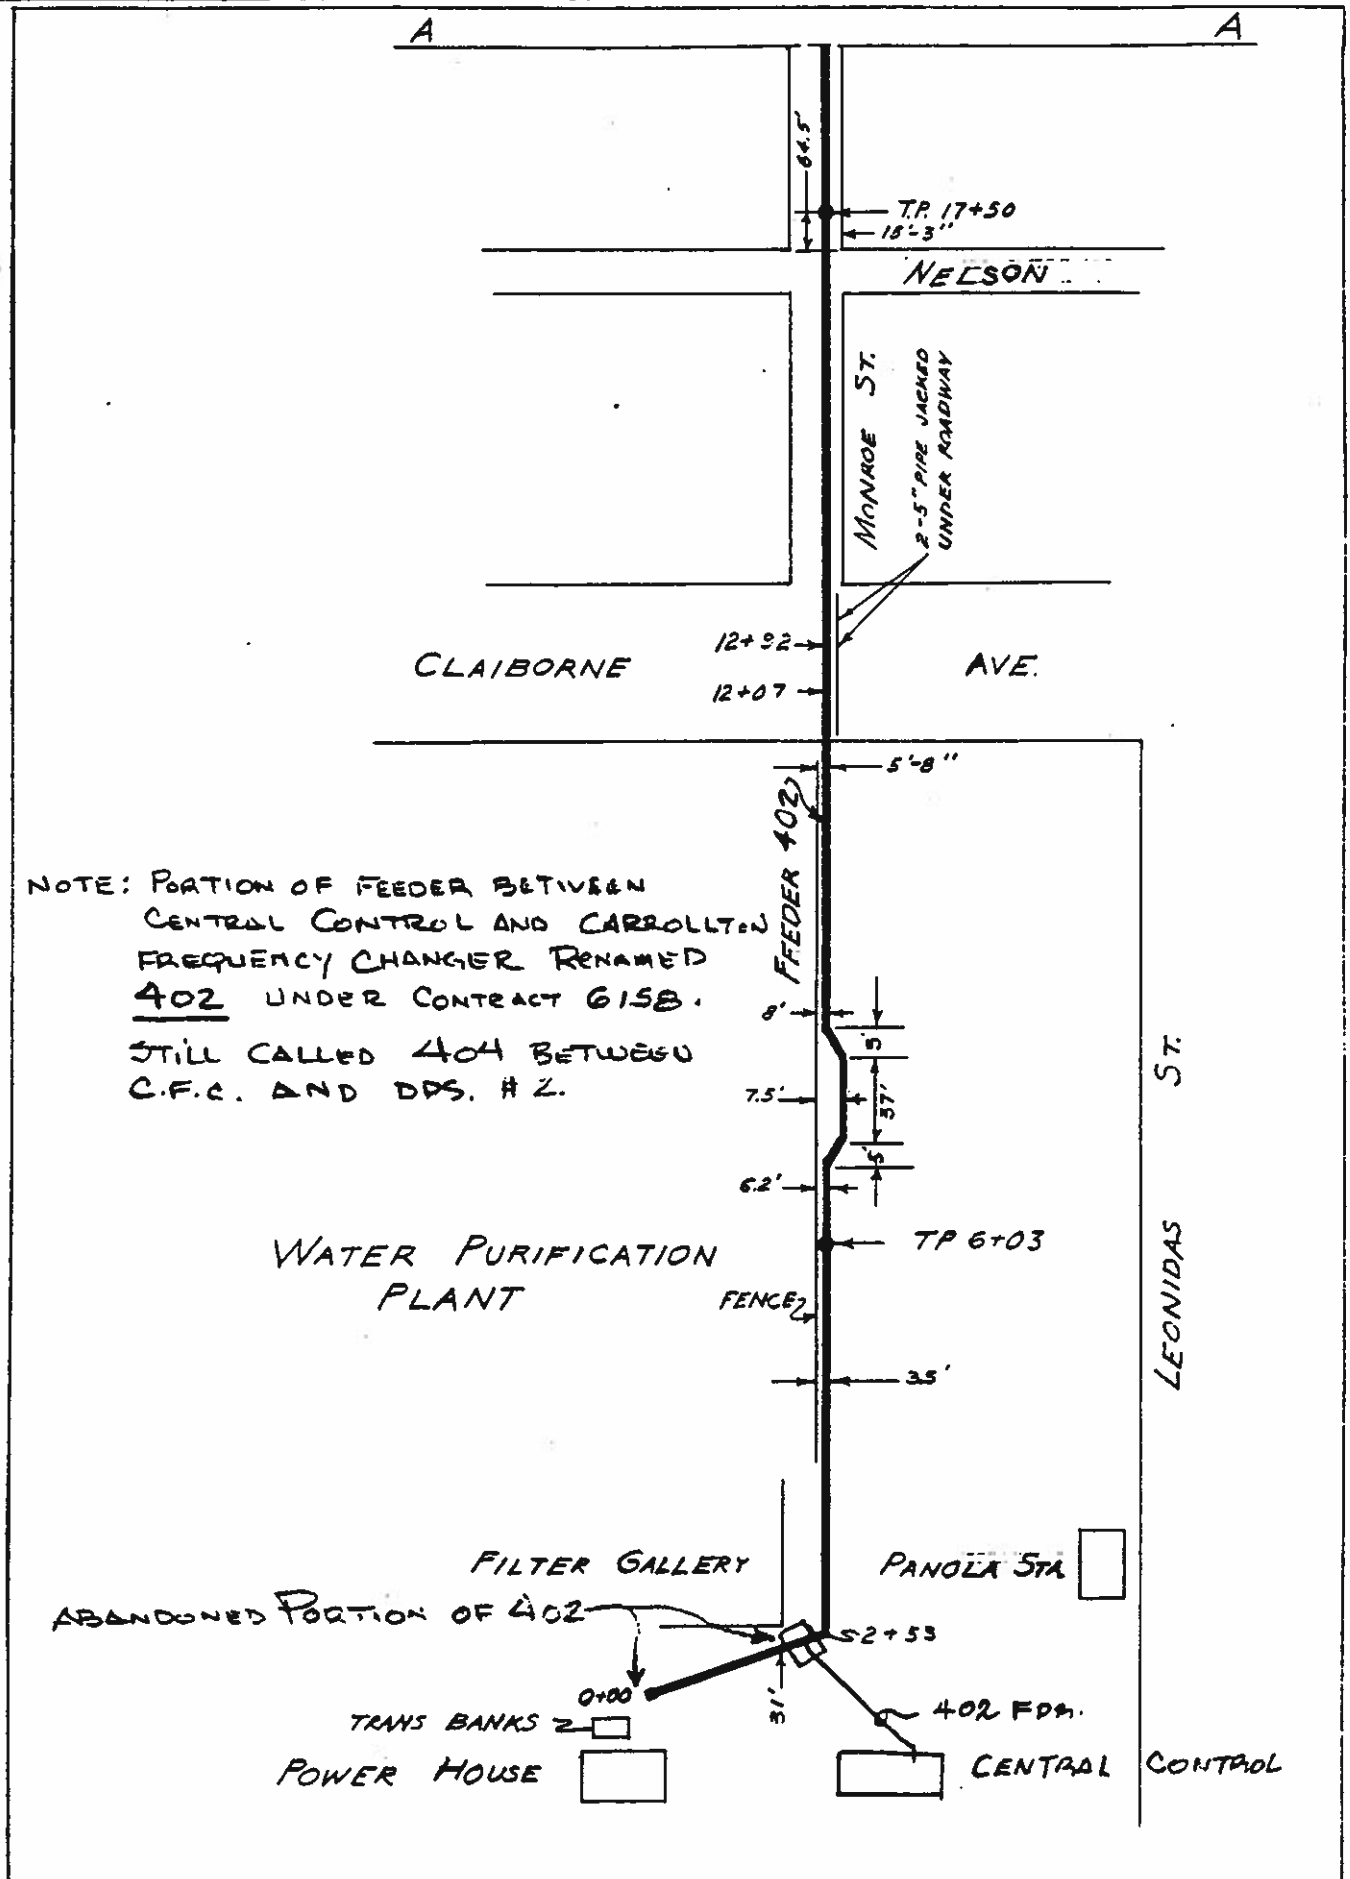 A A
64.5'
T.P. 17+50
15'-3"
NELSON
MONROE ST.
2-5" PIPE JACKED
UNDER ROADWAY
12+92
CLAIBORNE AVE.
12+07
5'-8"
FEEDER 402
NOTE: PORTION OF FEEDER BETWEEN
CENTRAL CONTROL AND CARROLLTON
FREQUENCY CHANGER RENAMED
402 UNDER CONTRACT 6158.
STILL CALLED 404 BETWEEN
C.F.C. AND DPS. # 2.
8'
5'
7.5'
37'
5'
6.2'
TP 6+03
WATER PURIFICATION
PLANT
FENCE
3.5'
LEONIDAS ST.
FILTER GALLERY
PANOLA STA
ABANDONED PORTION OF 402
S2+53
0+00
31'
402 FDR.
TRANS BANKS
POWER HOUSE
CENTRAL CONTROL